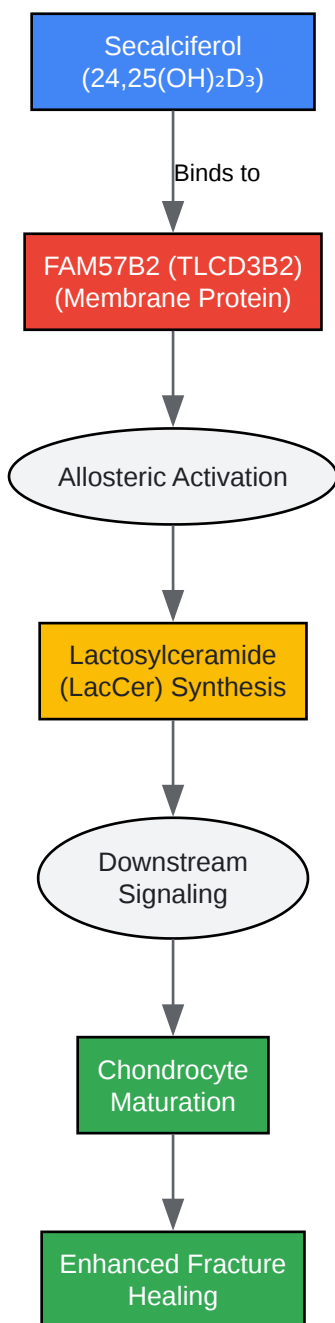 Secalciferol
(24,25(OH)₂D₃)
Binds to
FAM57B2 (TLCD3B2)
(Membrane Protein)
Allosteric Activation
Lactosylceramide
(LacCer) Synthesis
Downstream
Signaling
Chondrocyte
Maturation
Enhanced Fracture
Healing